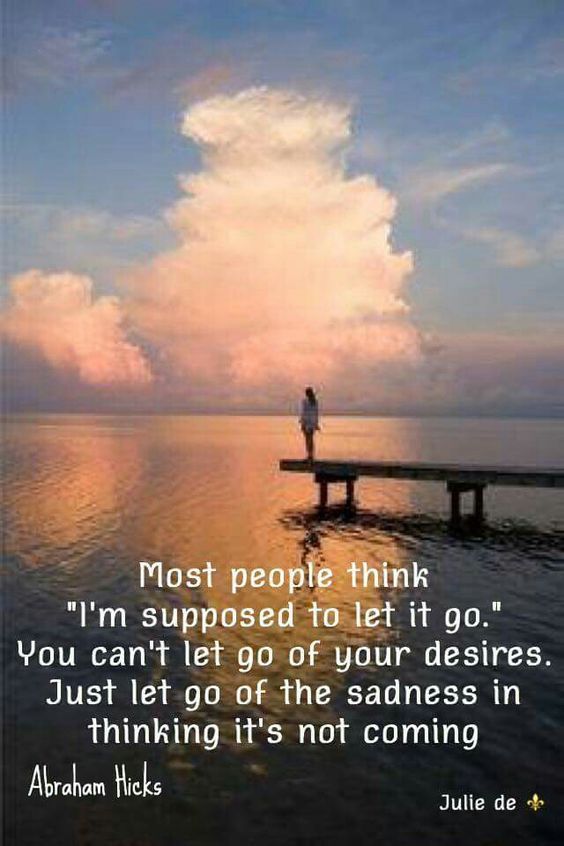 Most people think
"I'm supposed to let it go."
You can't let go of your desires.
Just let go of the sadness in
thinking it's not coming
Abraham Hicks
Julie de ⚜